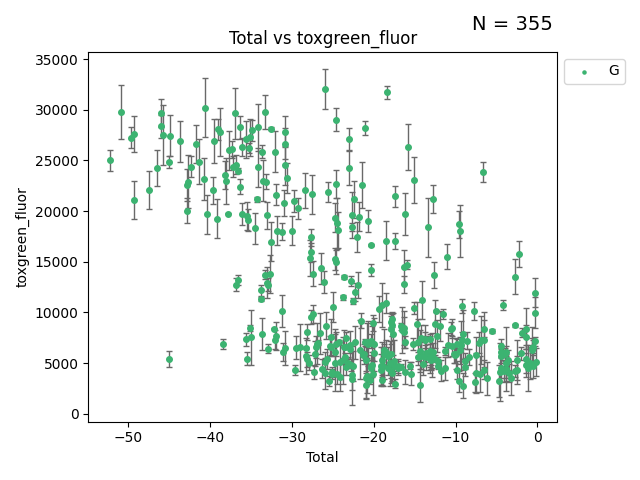 N = 355
Total vs toxgreen_fluor
G
toxgreen_fluor
35000
30000
25000
20000
15000
10000
5000
0
−50 −40 −30 −20 −10 0
Total